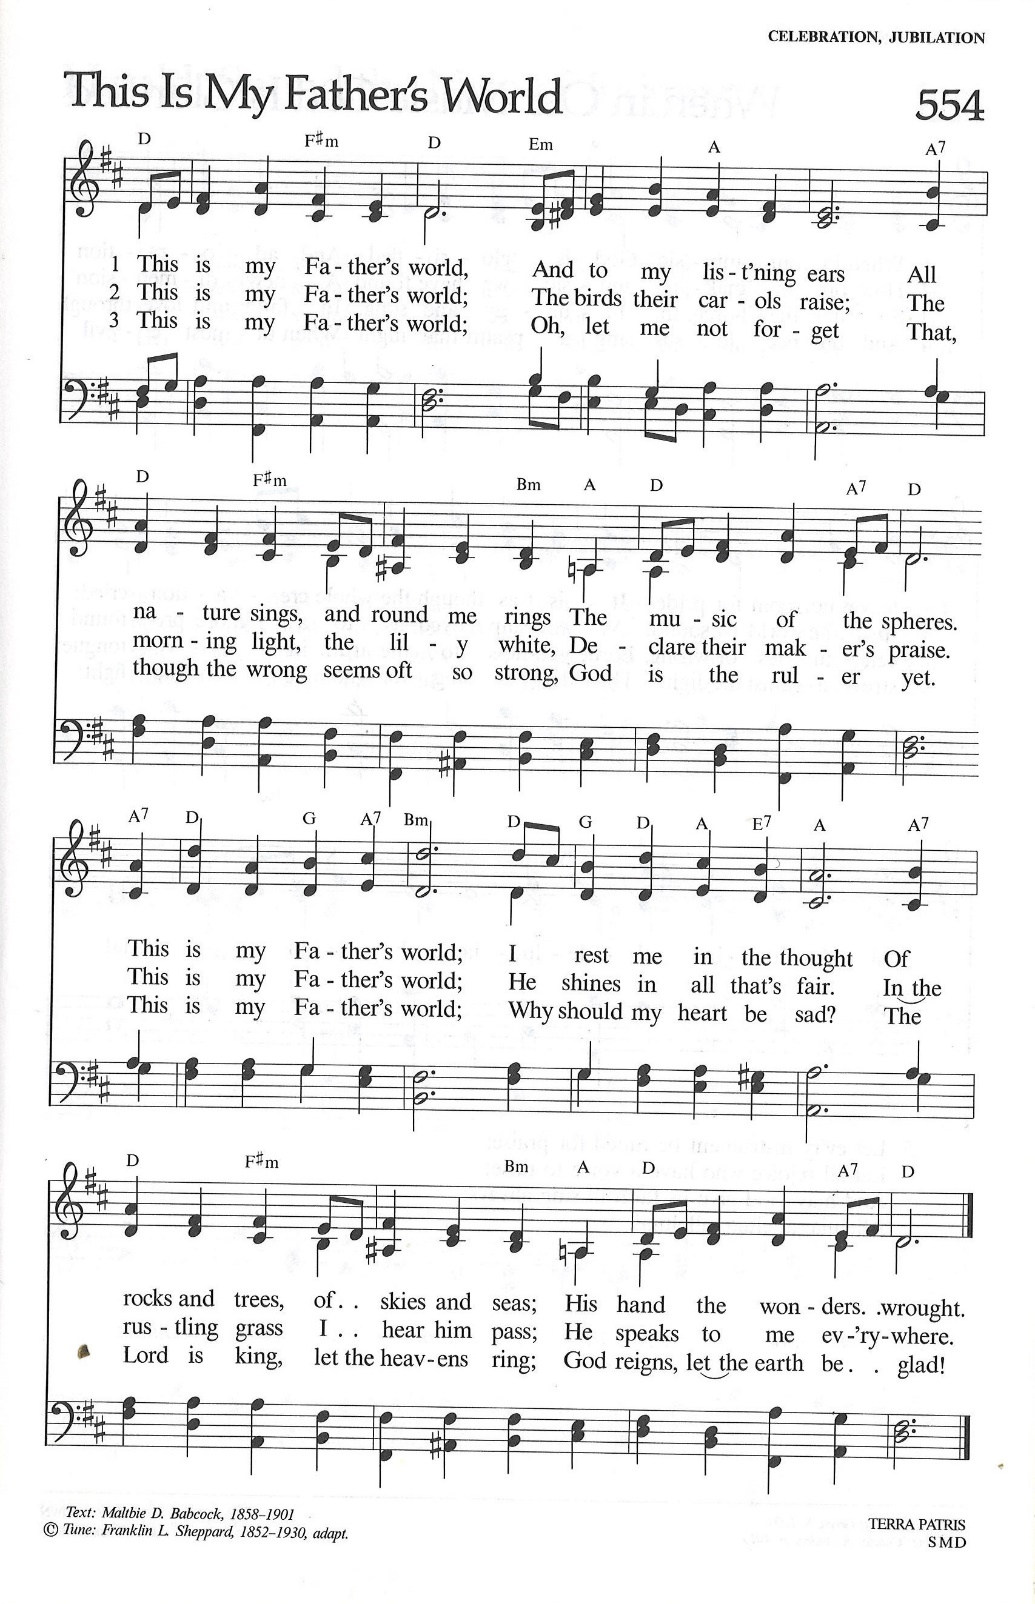 CELEBRATION, JUBILATION
This Is My Father's World 554
D F♯m D Em A A7
1 This is my Fa - ther's world, And to my lis - t'ning ears All
2 This is my Fa - ther's world; The birds their car - ols raise; The
3 This is my Fa - ther's world; Oh, let me not for - get That,
D F♯m Bm A D A7 D
na - ture sings, and round me rings The mu - sic of the spheres.
morn - ing light, the lil - y white, De - clare their mak - er's praise.
though the wrong seems oft so strong, God is the rul - er yet.
A7 D G A7 Bm D G D A E7 A A7
This is my Fa - ther's world; I rest me in the thought Of
This is my Fa - ther's world; He shines in all that's fair. In the
This is my Fa - ther's world; Why should my heart be sad? The
D F♯m Bm A D A7 D
rocks and trees, of . . skies and seas; His hand the won - ders . . wrought.
rus - tling grass I . . hear him pass; He speaks to me ev -'ry - where.
Lord is king, let the heav - ens ring; God reigns, let the earth be . . glad!
Text: Maltbie D. Babcock, 1858–1901
© Tune: Franklin L. Sheppard, 1852–1930, adapt.
TERRA PATRIS
S M D